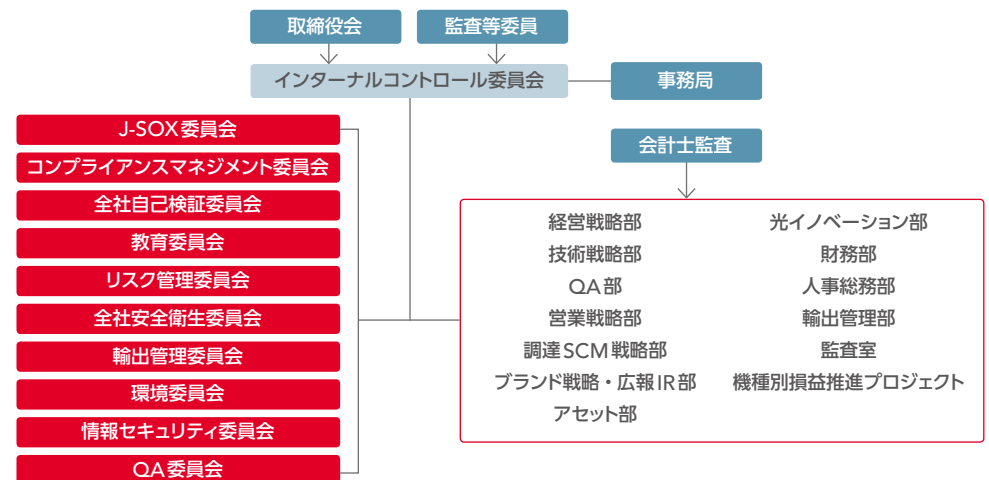 取締役会
監査等委員
インターナルコントロール委員会
事務局
J-SOX委員会
コンプライアンスマネジメント委員会
全社自己検証委員会
教育委員会
リスク管理委員会
全社安全衛生委員会
輸出管理委員会
環境委員会
情報セキュリティ委員会
QA委員会
会計士監査
経営戦略部
技術戦略部
QA部
営業戦略部
調達SCM戦略部
ブランド戦略・広報IR部
アセット部
光イノベーション部
財務部
人事総務部
輸出管理部
監査室
機種別損益推進プロジェクト